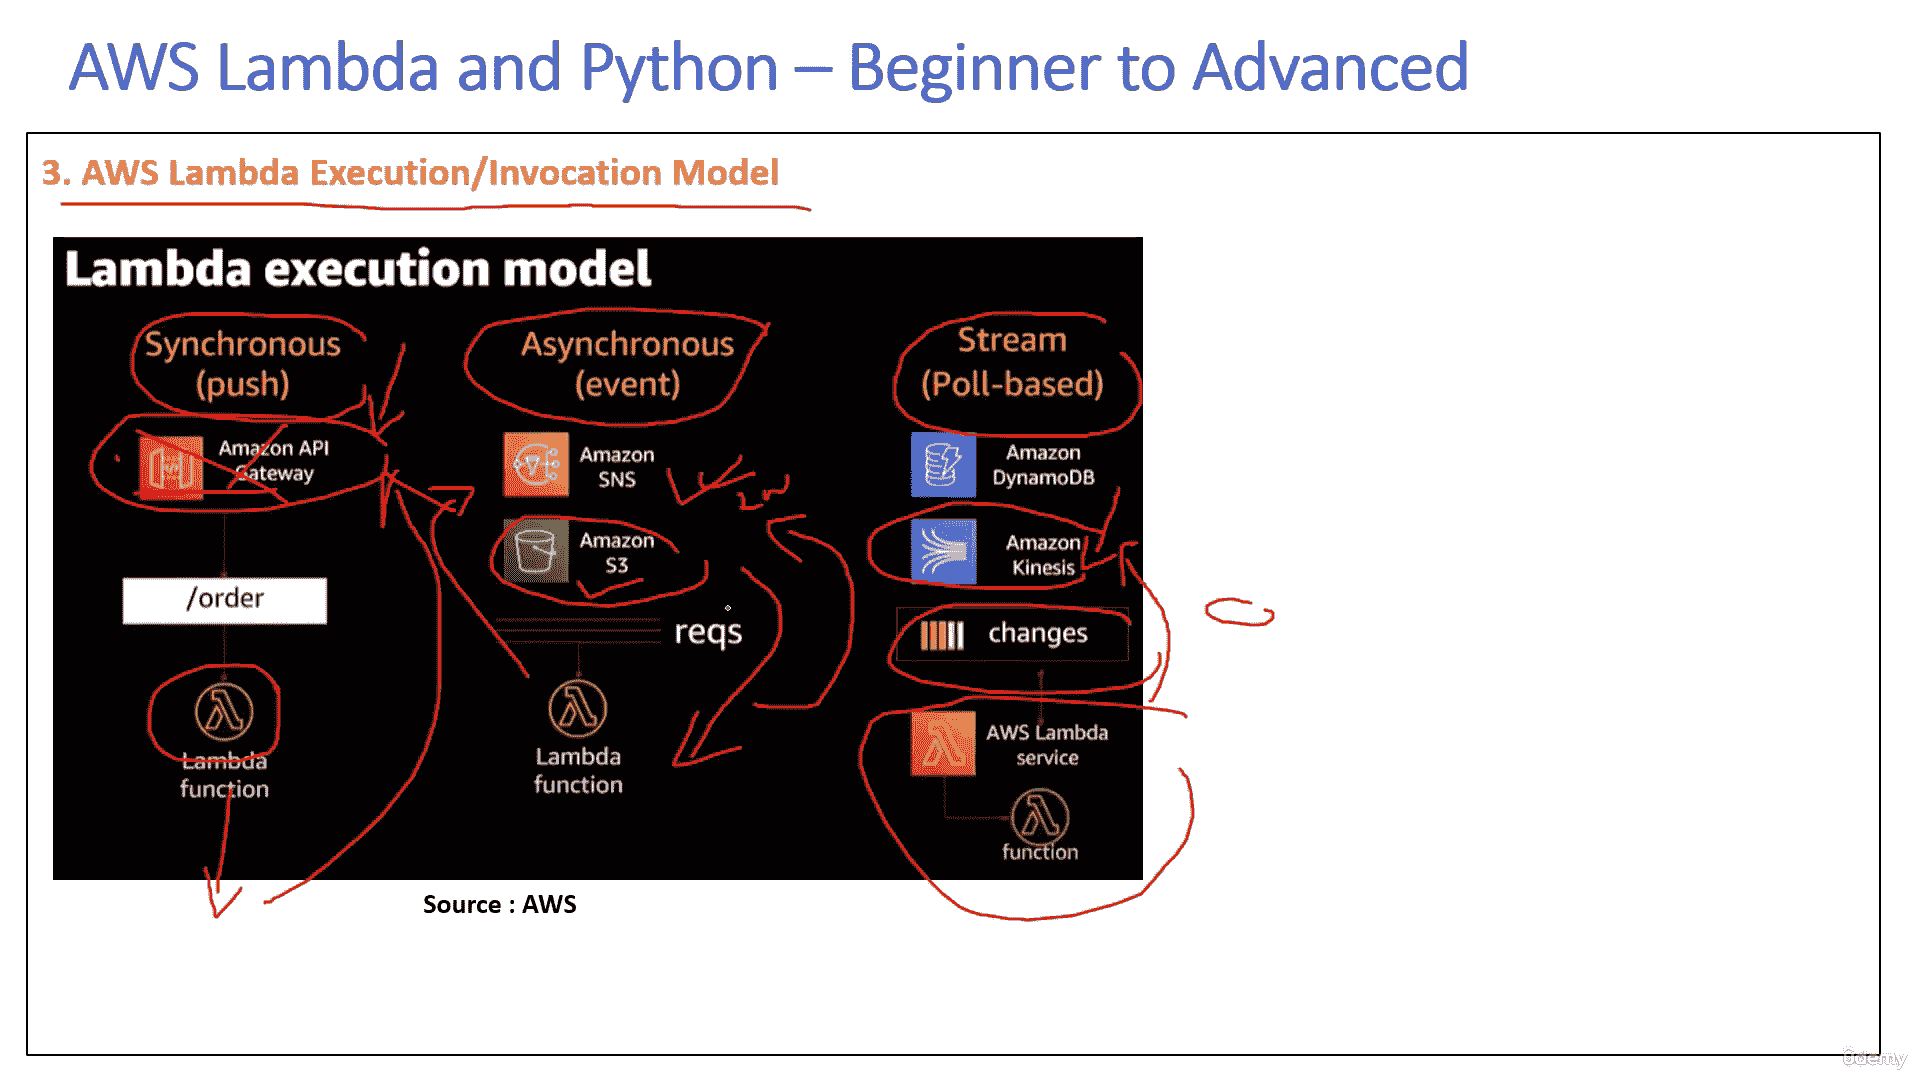 AWS Lambda and Python – Beginner to Advanced
3. AWS Lambda Execution/Invocation Model
Lambda execution model
Synchronous
(push)
Amazon API
Gateway
/order
Lambda
function
Asynchronous
(event)
Amazon
SNS
Amazon
S3
reqs
Lambda
function
Stream
(Poll-based)
Amazon
DynamoDB
Amazon
Kinesis
changes
AWS Lambda
service
function
Source : AWS
Udemy